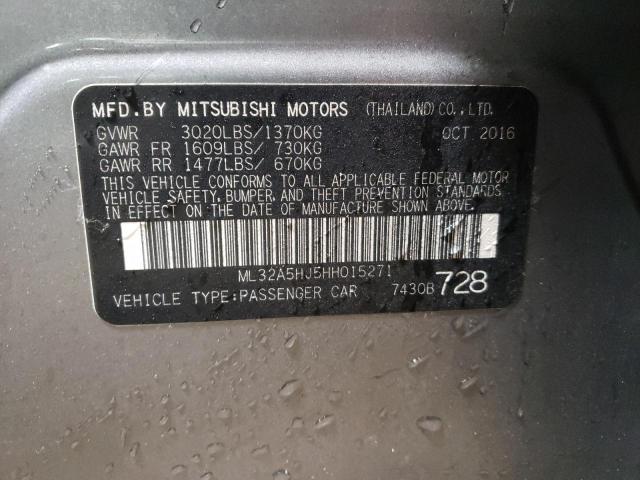 MFD.BY MITSUBISHI MOTORS (THAILAND)CO.,LTD.
GVWR 3020LBS/1370KG OCT 2016
GAWR FR 1609LBS/ 730KG
GAWR RR 1477LBS/ 670KG
THIS VEHICLE CONFORMS TO ALL APPLICABLE FEDERAL MOTOR
VEHICLE SAFETY, BUMPER, AND THEFT PREVENTION STANDARDS
IN EFFECT ON THE DATE OF MANUFACTURE SHOWN ABOVE.
ML32A5HJ5HH015271
VEHICLE TYPE:PASSENGER CAR 7430B 728